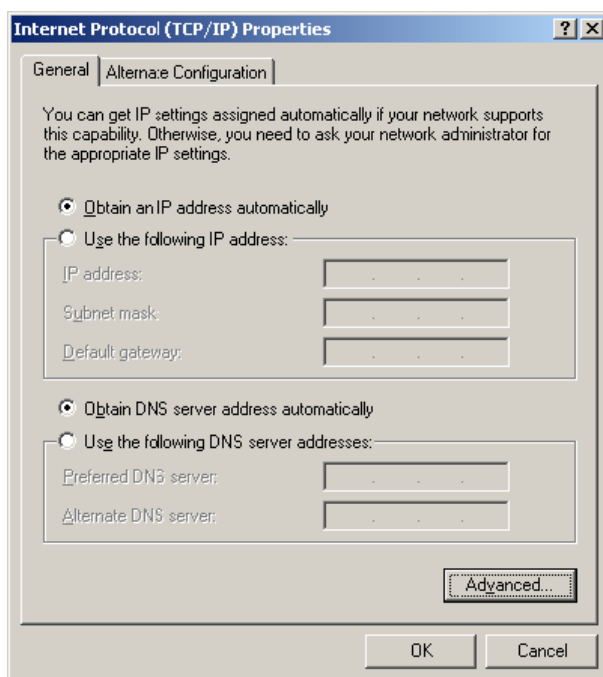 Internet Protocol (TCP/IP) Properties
General
Alternate Configuration
You can get IP settings assigned automatically if your network supports
this capability. Otherwise, you need to ask your network administrator for
the appropriate IP settings.
Obtain an IP address automatically
Use the following IP address:
IP address:
Subnet mask:
Default gateway:
Obtain DNS server address automatically
Use the following DNS server addresses:
Preferred DNS server:
Alternate DNS server:
Advanced...
OK
Cancel